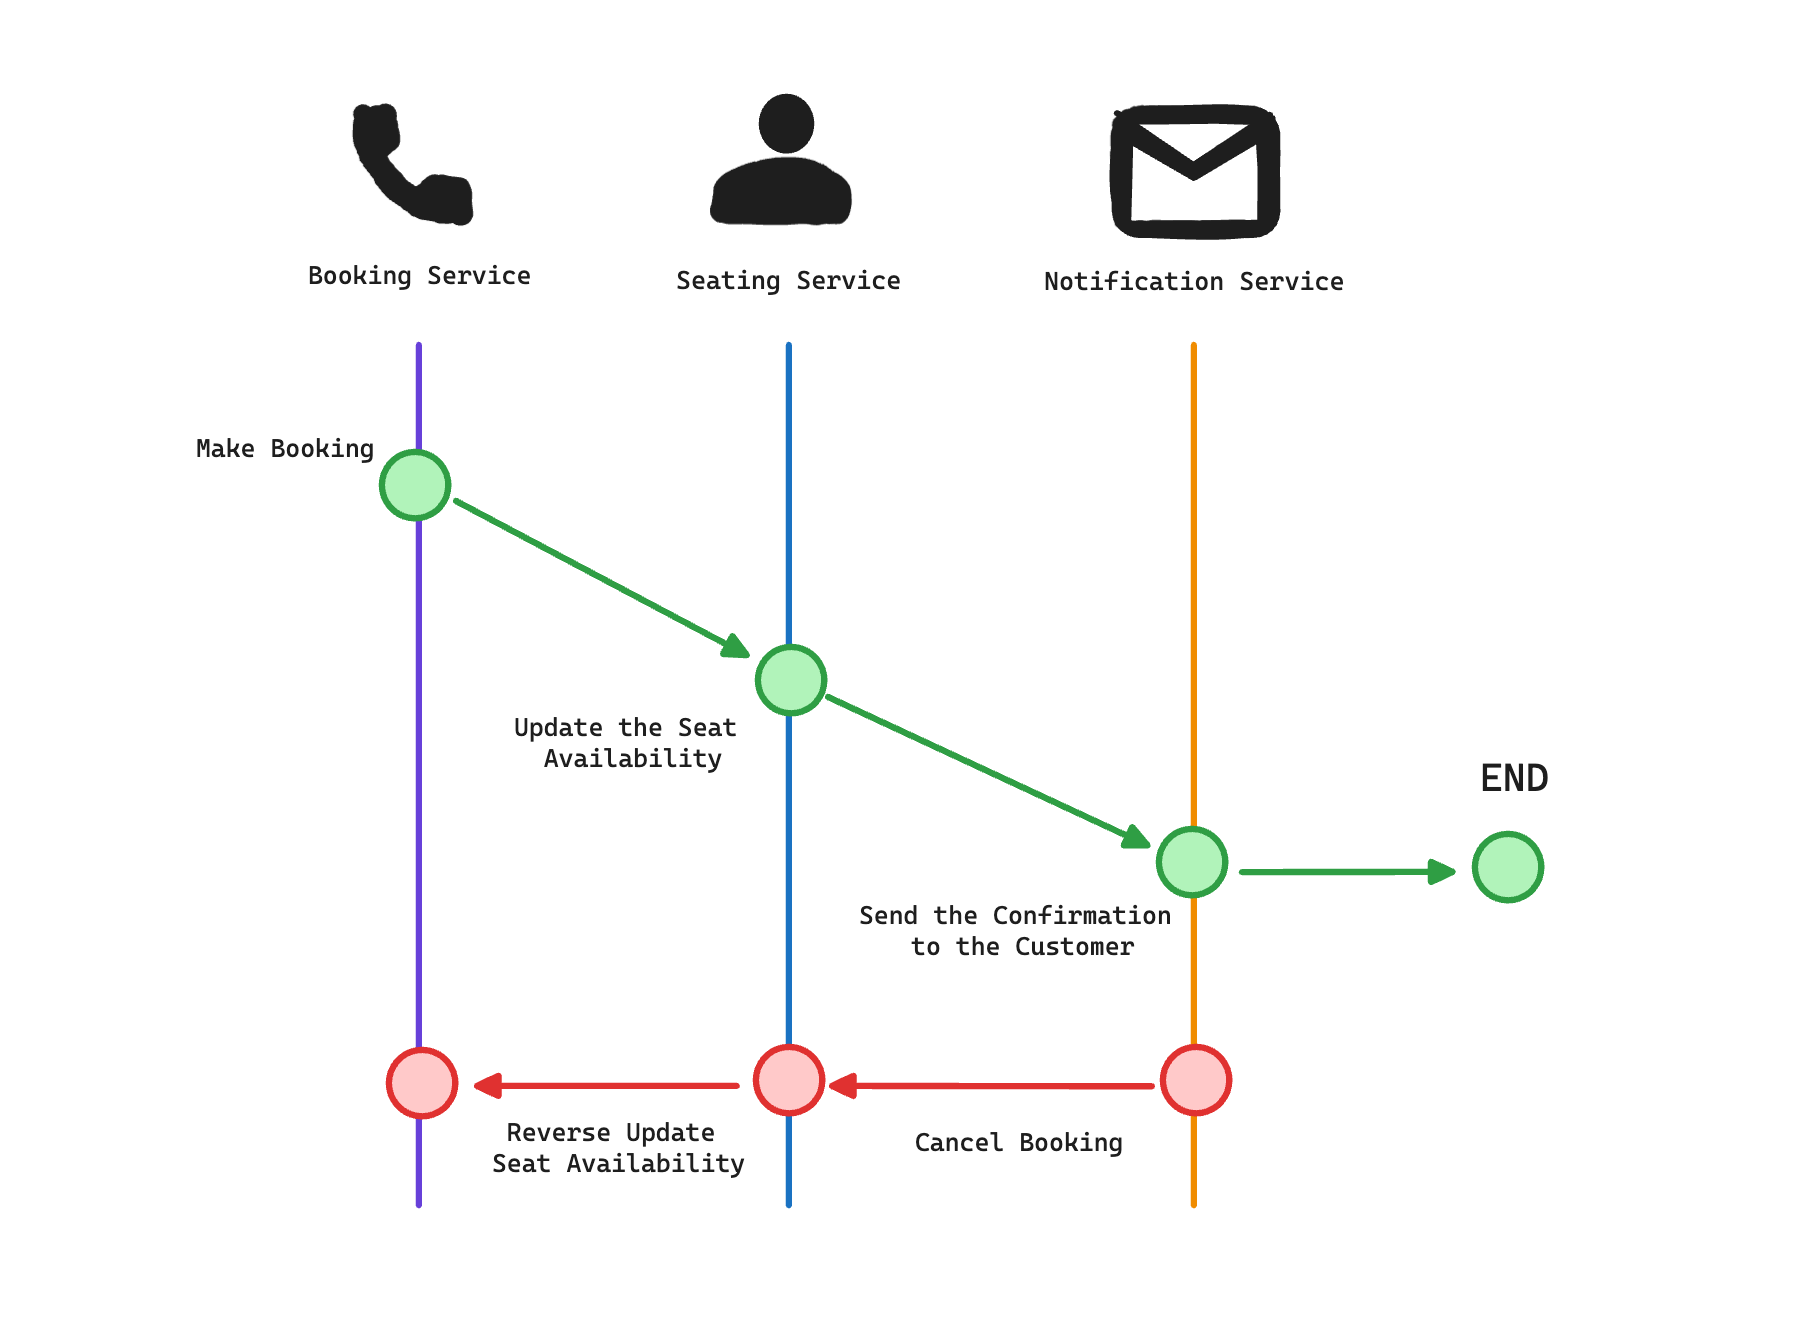 Booking Service
Seating Service
Notification Service
Make Booking
Update the Seat
Availability
END
Send the Confirmation
to the Customer
Reverse Update
Seat Availability
Cancel Booking